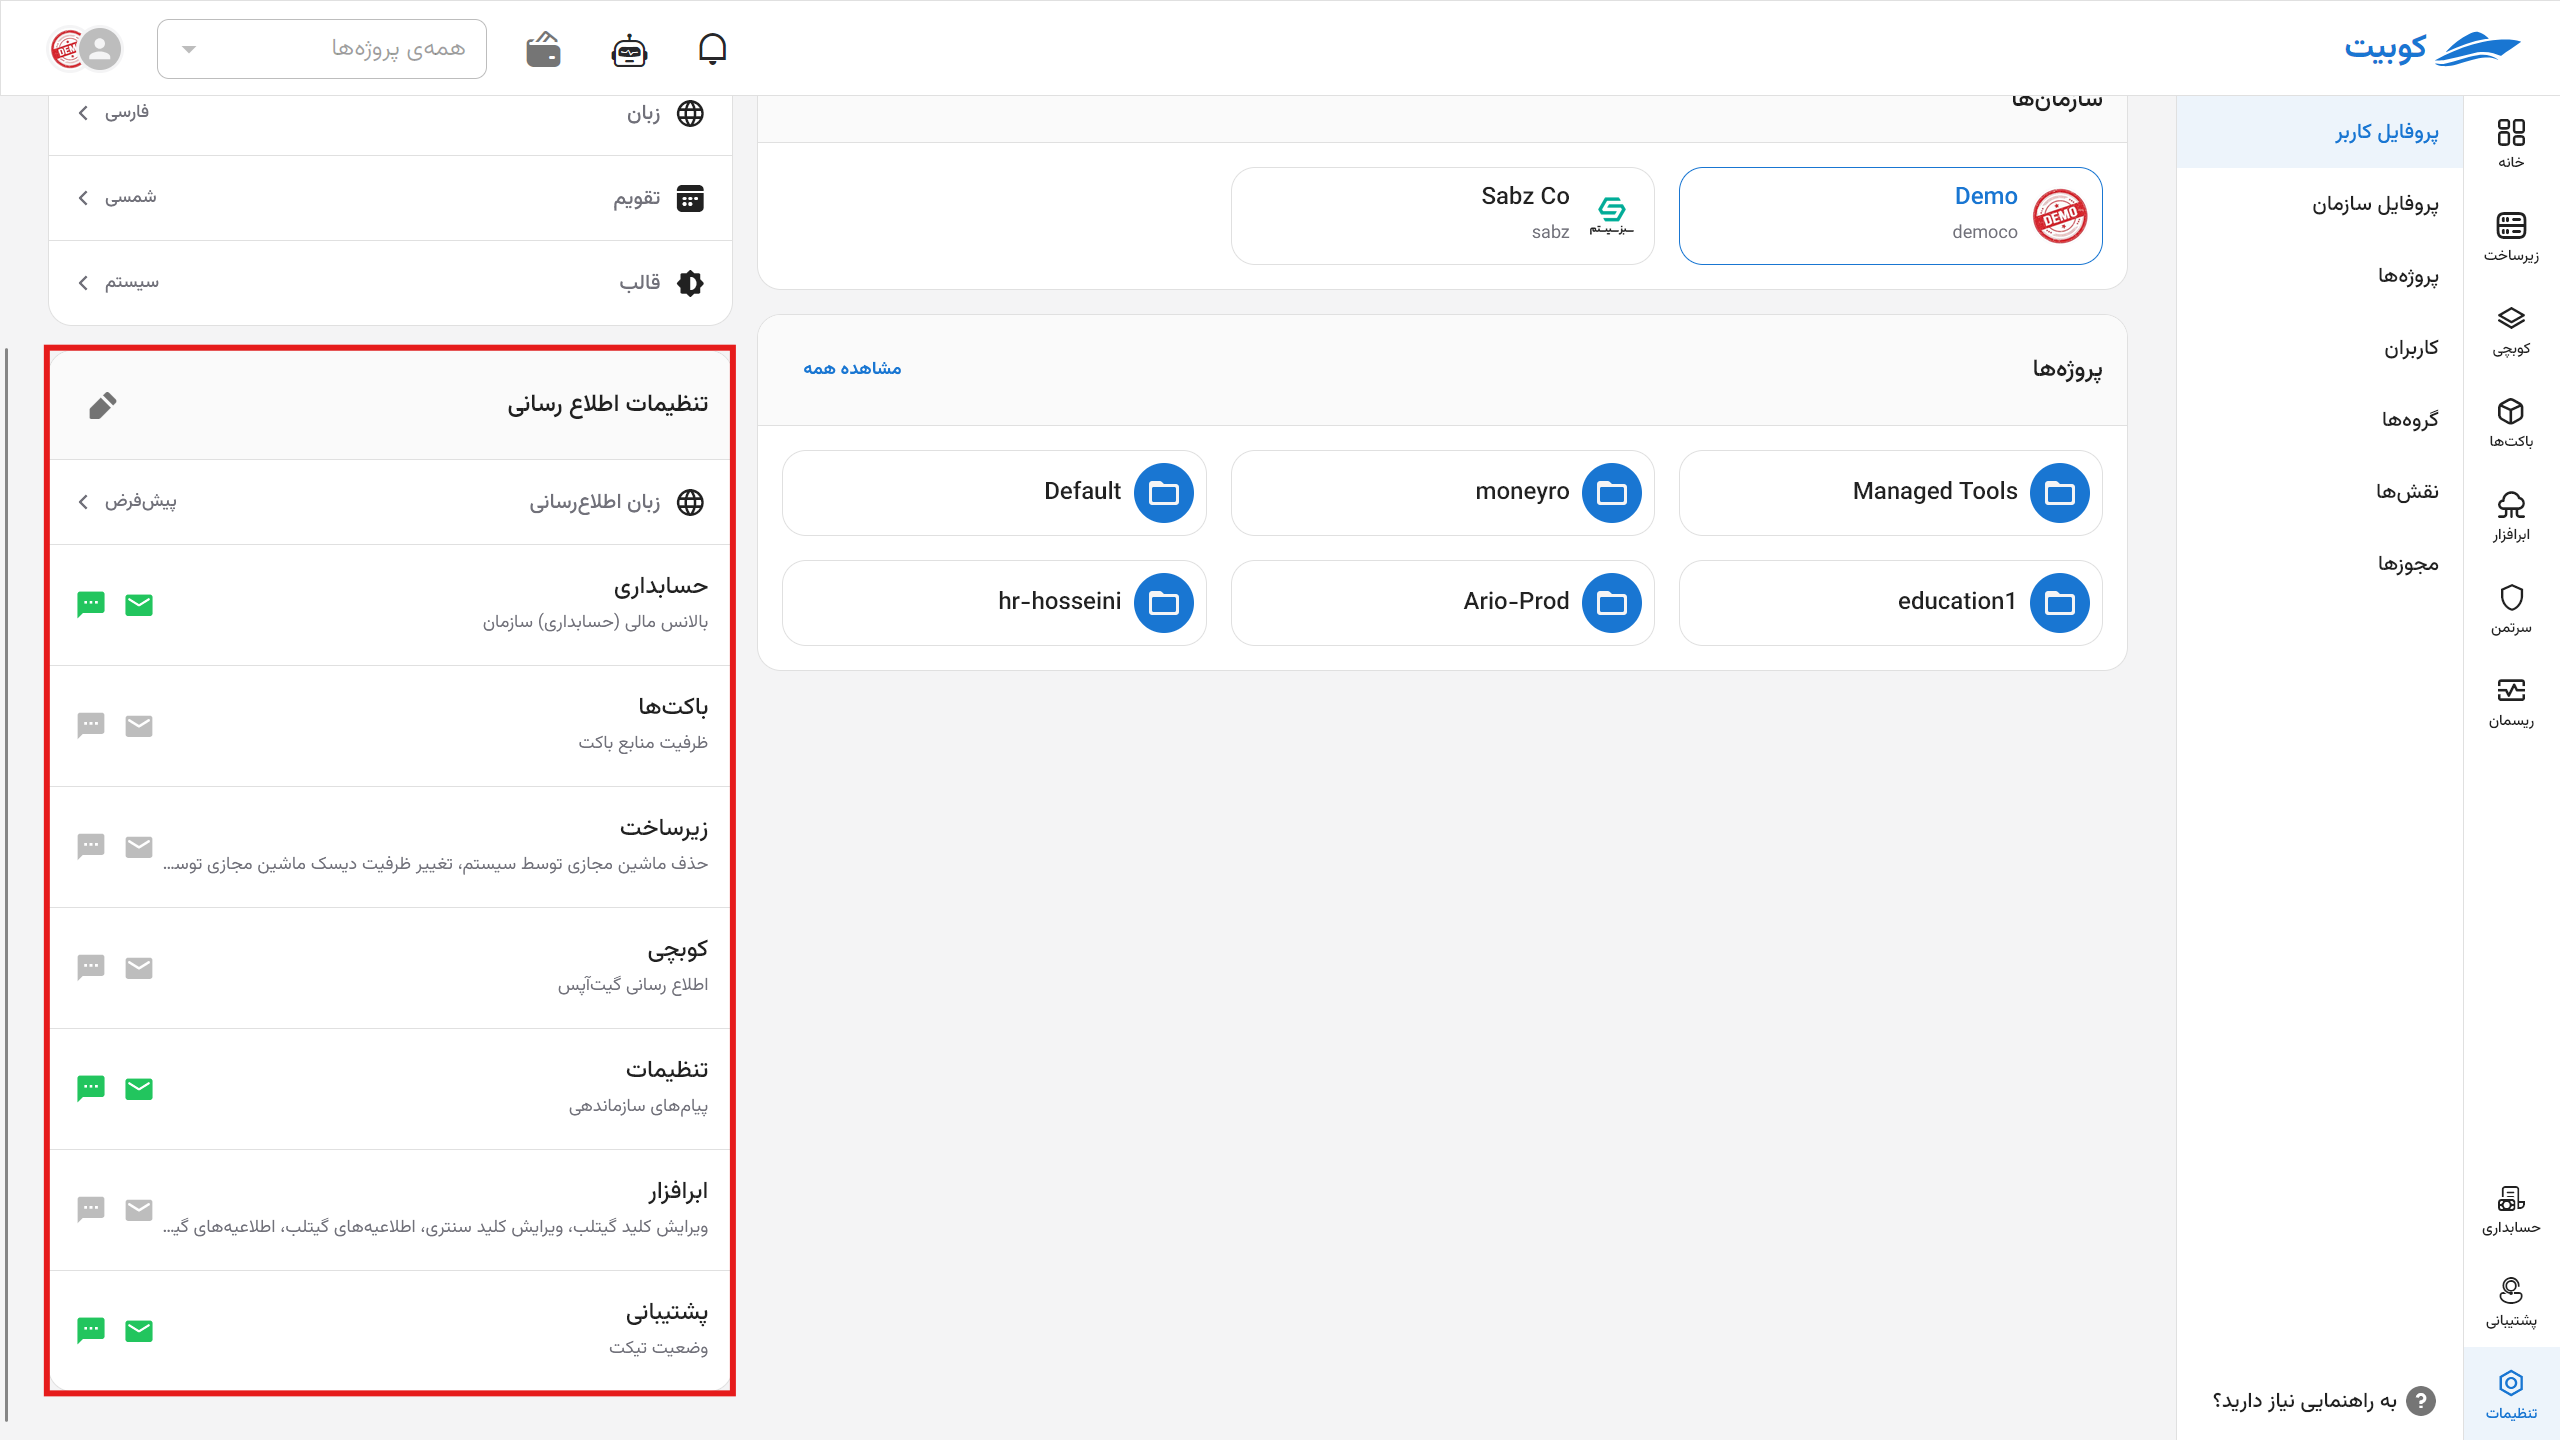 کوبیت
همه‌ی پروژه‌ها
DEMO
خانه
زیرساخت
کوبچی
باکت‌ها
ابرافزار
سرتمن
ریسمان
حسابداری
پشتیبانی
تنظیمات
پروفایل کاربر
پروفایل سازمان
پروژه‌ها
کاربران
گروه‌ها
نقش‌ها
مجوزها
به راهنمایی نیاز دارید؟
سازمان‌ها
DEMO
Demo
democo
سبزسیستم
Sabz Co
sabz
پروژه‌ها
مشاهده همه
Managed Tools
moneyro
Default
education1
Ario-Prod
hr-hosseini
زبان
فارسی
تقویم
شمسی
قالب
سیستم
تنظیمات اطلاع رسانی
زبان اطلاع‌رسانی
پیش‌فرض
حسابداری
بالانس مالی (حسابداری) سازمان
باکت‌ها
ظرفیت منابع باکت
زیرساخت
حذف ماشین مجازی توسط سیستم، تغییر ظرفیت دیسک ماشین مجازی توس...
کوبچی
اطلاع رسانی گیت‌آپس
تنظیمات
پیام‌های سازماندهی
ابرافزار
ویرایش کلید گیتلب، ویرایش کلید سنتری، اطلاعیه‌های گیتلب، اطلاعیه‌های گی...
پشتیبانی
وضعیت تیکت